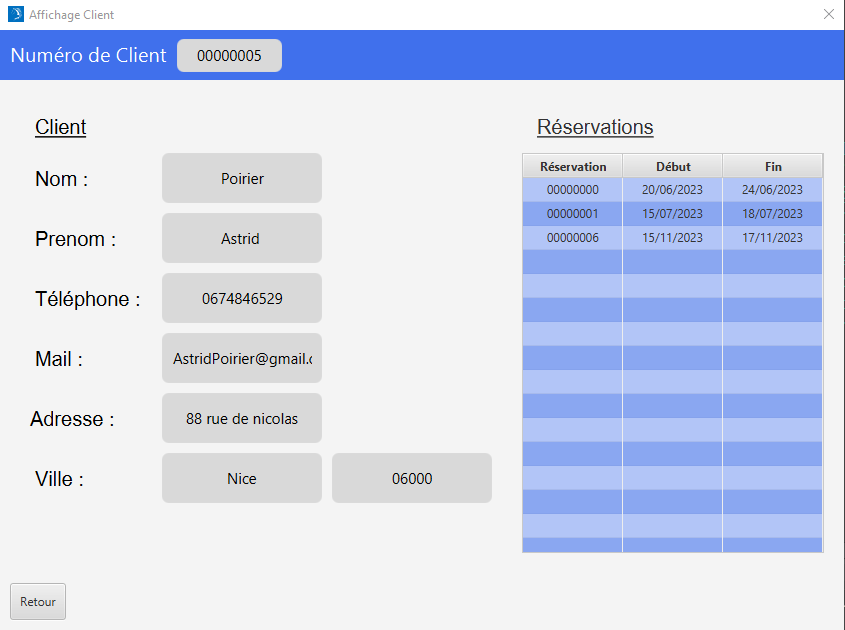 Affichage Client
Numéro de Client 00000005
Client
Nom : Poirier
Prenom : Astrid
Téléphone : 0674846529
Mail : AstridPoirier@gmail.c
Adresse : 88 rue de nicolas
Ville : Nice 06000
Réservations
Réservation Début Fin
00000000 20/06/2023 24/06/2023
00000001 15/07/2023 18/07/2023
00000006 15/11/2023 17/11/2023
Retour